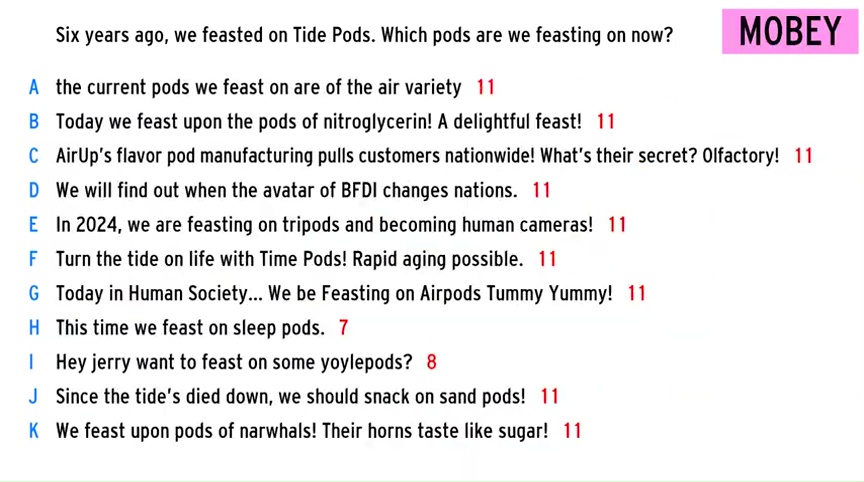 Six years ago, we feasted on Tide Pods. Which pods are we feasting on now?
MOBEY
A the current pods we feast on are of the air variety 11
B Today we feast upon the pods of nitroglycerin! A delightful feast! 11
C AirUp's flavor pod manufacturing pulls customers nationwide! What's their secret? Olfactory! 11
D We will find out when the avatar of BFDI changes nations. 11
E In 2024, we are feasting on tripods and becoming human cameras! 11
F Turn the tide on life with Time Pods! Rapid aging possible. 11
G Today in Human Society... We be Feasting on Airpods Tummy Yummy! 11
H This time we feast on sleep pods. 7
I Hey jerry want to feast on some yoylepods? 8
J Since the tide's died down, we should snack on sand pods! 11
K We feast upon pods of narwhals! Their horns taste like sugar! 11